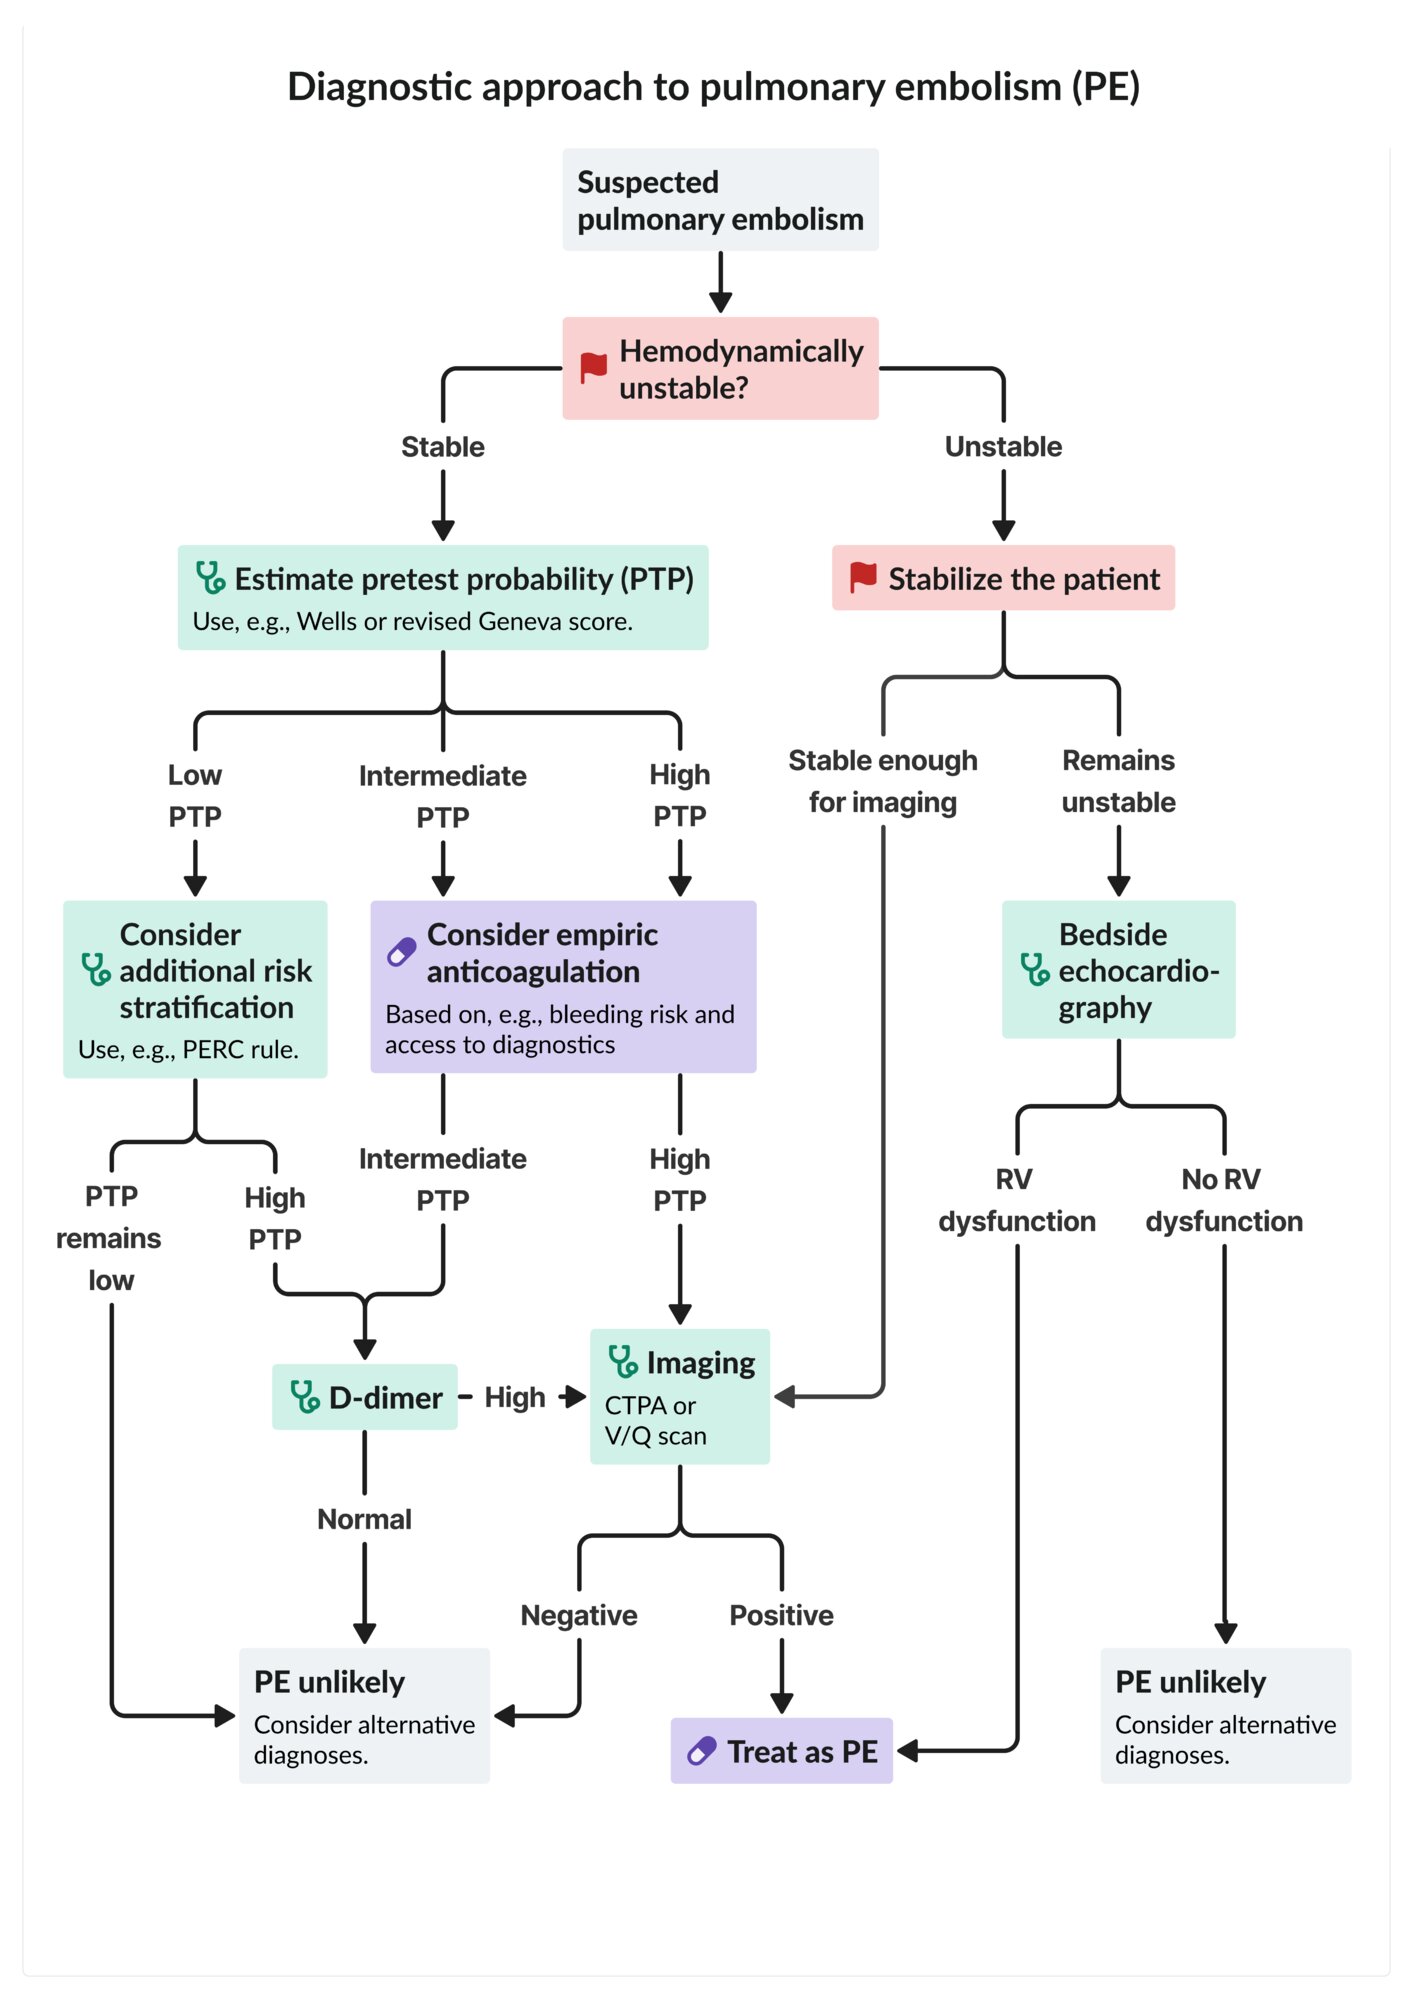 Diagnostic approach to pulmonary embolism (PE)
Suspected
pulmonary embolism
Hemodynamically
unstable?
Stable
Unstable
Estimate pretest probability (PTP)
Use, e.g., Wells or revised Geneva score.
Stabilize the patient
Low
PTP
Intermediate
PTP
High
PTP
Stable enough
for imaging
Remains
unstable
Consider
additional risk
stratification
Use, e.g., PERC rule.
Consider empiric
anticoagulation
Based on, e.g., bleeding risk and
access to diagnostics
Bedside
echocardio-
graphy
PTP
remains
low
High
PTP
Intermediate
PTP
High
PTP
RV
dysfunction
No RV
dysfunction
D-dimer
High
Imaging
CTPA or
V/Q scan
Normal
Negative
Positive
PE unlikely
Consider alternative
diagnoses.
Treat as PE
PE unlikely
Consider alternative
diagnoses.